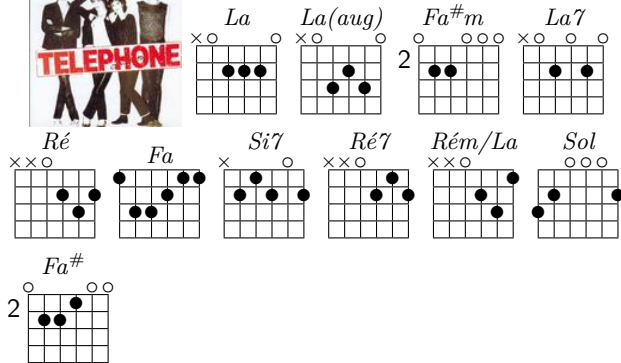 TELEPHONE
La La(aug) Fa#m La7
2
Ré Fa Si7 Ré7 Rém/La Sol
Fa#
2